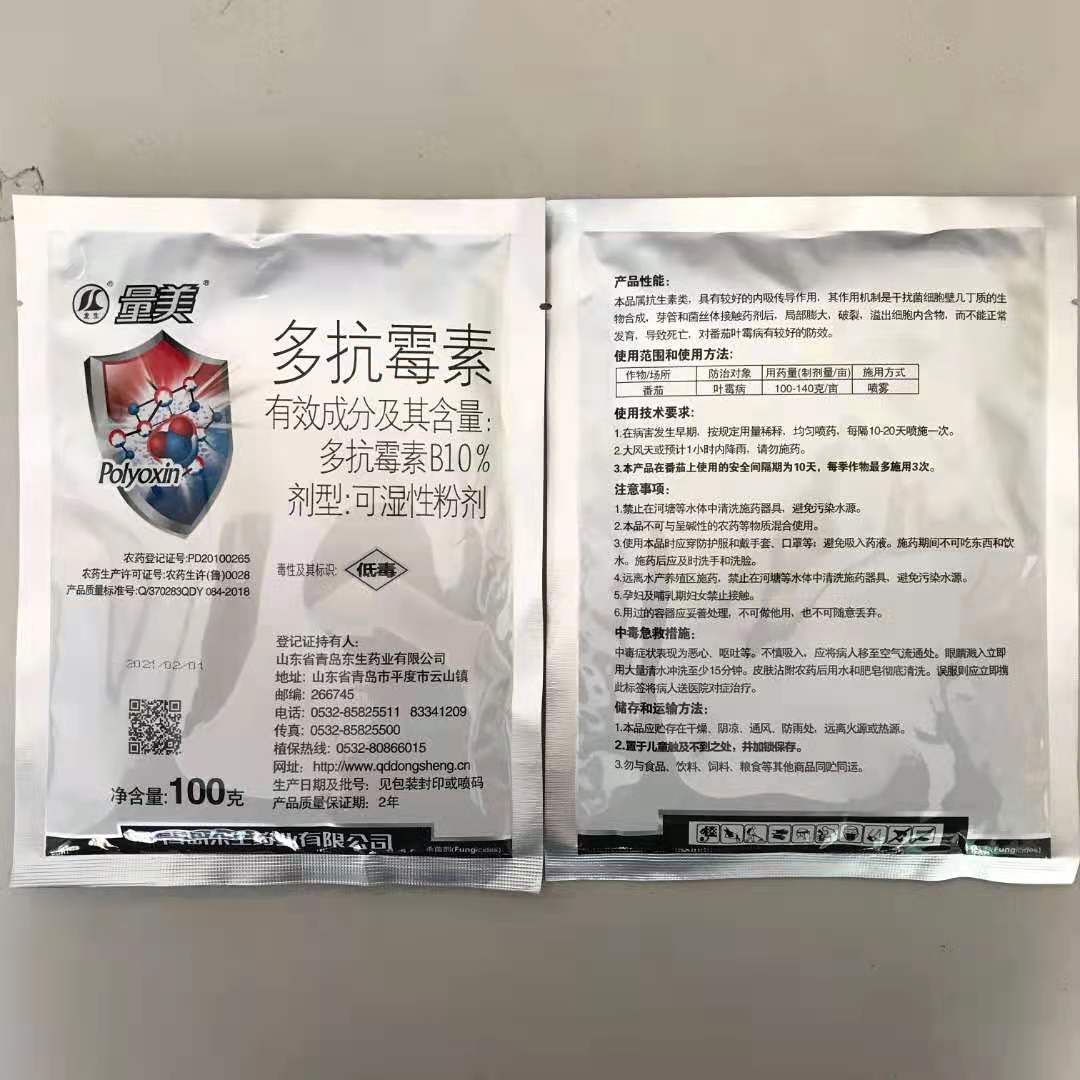 量美
多抗霉素
有效成分及其含量:
多抗霉素B10%
剂型:可湿性粉剂
Polyoxin
农药登记证号:PD20100265
农药生产许可证号:农药生许(鲁)0028
产品质量标准号:Q/370283QDY 084-2018
毒性及其标识:
低毒
2021/02/01
登记证持有人:
山东省青岛东生药业有限公司
地址: 山东省青岛市平度市云山镇
邮编: 266745
电话: 0532-85825511 83341209
传真: 0532-85825500
植保热线: 0532-80866015
网址: http://www.qddongsheng.cn
生产日期及批号: 见包装封印或喷码
产品质量保证期: 2年
净含量:100克
青岛东生药业有限公司
杀菌剂(Fungicides)
产品性能:
本品属抗生素类，具有较好的内吸传导作用，其作用机制是干扰菌细胞壁几丁质的生
物合成，芽管和菌丝体接触药剂后，局部膨大，破裂，溢出细胞内含物，而不能正常
发育，导致死亡，对番茄叶霉病有较好的防效。
使用范围和使用方法:
作物/场所 防治对象 用药量(制剂量/亩) 施用方式
番茄 叶霉病 100-140克/亩 喷雾
使用技术要求:
1.在病害发生早期，按规定用量稀释，均匀喷药，每隔10-20天喷施一次。
2.大风天或预计1小时内降雨，请勿施药。
3.本产品在番茄上使用的安全间隔期为10天，每季作物最多施用3次。
注意事项:
1.禁止在河塘等水体中清洗施药器具，避免污染水源。
2.本品不可与呈碱性的农药等物质混合使用。
3.使用本品时应穿防护服和戴手套、口罩等; 避免吸入药液。施药期间不可吃东西和饮
水。施药后应及时洗手和洗脸。
4.远离水产养殖区施药，禁止在河塘等水体中清洗施药器具，避免污染水源。
5.孕妇及哺乳期妇女禁止接触。
6.用过的容器应妥善处理，不可做他用，也不可随意丢弃。
中毒急救措施:
中毒症状表现为恶心、呕吐等。不慎吸入，应将病人移至空气流通处。眼睛溅入立即
用大量清水冲洗至少15分钟。皮肤沾附农药后用水和肥皂彻底清洗。误服则应立即携
此标签将病人送医院对症治疗。
储存和运输方法:
1.本品应贮存在干燥、阴凉、通风、防雨处，远离火源或热源。
2.置于儿童触及不到之处，并加锁保存。
3.勿与食品、饮料、饲料、粮食等其他商品同贮同运。
(Fungicides)